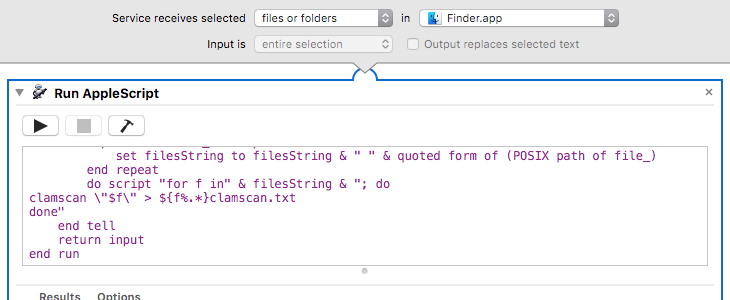 Service receives selected files or folders in Finder.app
Input is entire selection Output replaces selected text
Run AppleScript
set filesString to filesString & " " & quoted form of (POSIX path of file_)
end repeat
do script "for f in" & filesString & "; do
clamscan \"$f\" > ${f%.*}clamscan.txt
done"
end tell
return input
end run
Results Options